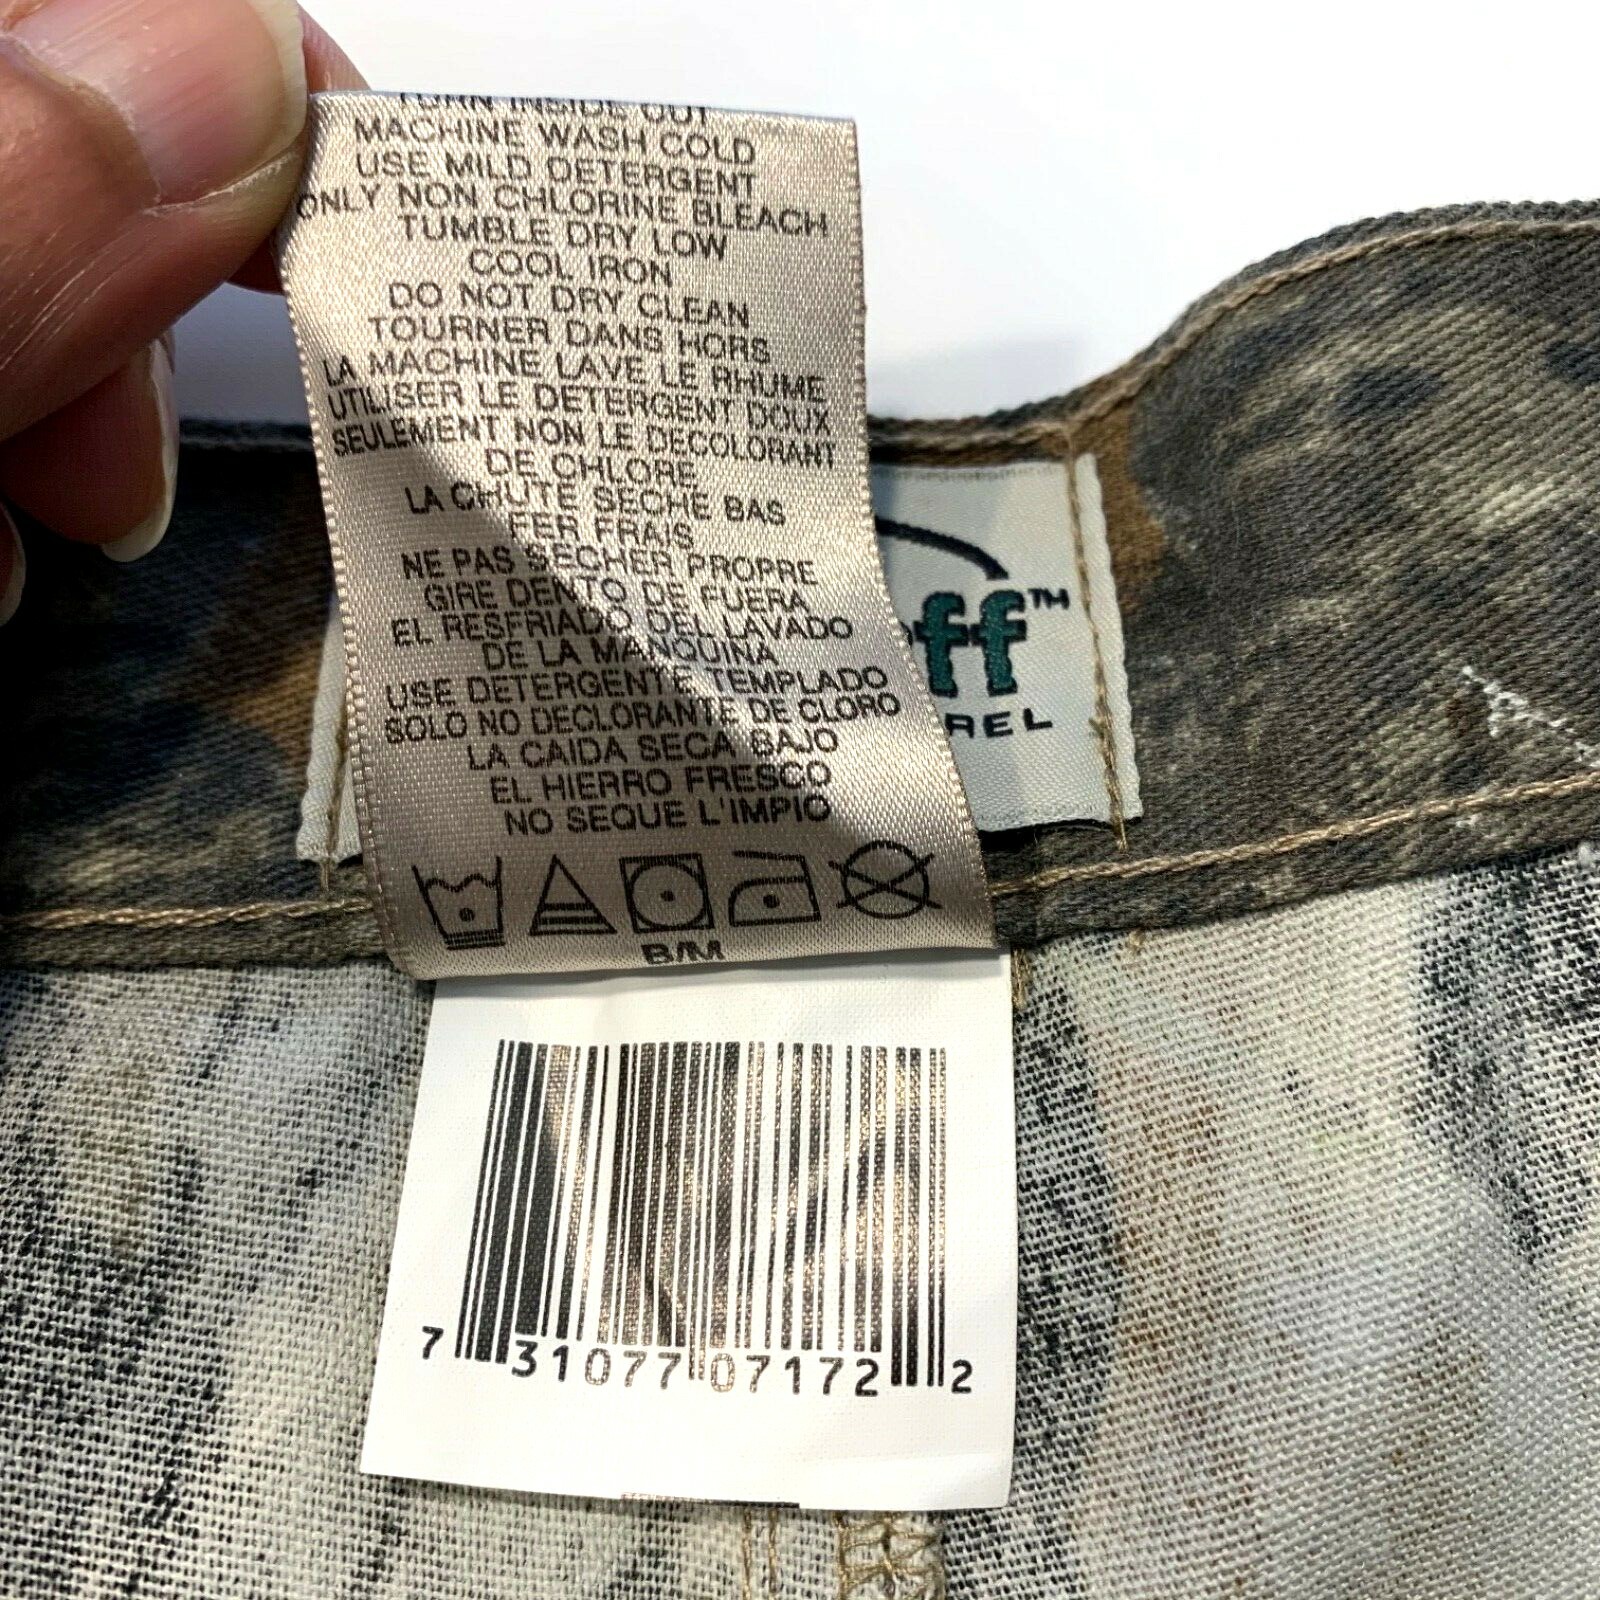 TURN INSIDE OUT
MACHINE WASH COLD
USE MILD DETERGENT
ONLY NON CHLORINE BLEACH
TUMBLE DRY LOW
COOL IRON
DO NOT DRY CLEAN
TOURNER DANS HORS
LA MACHINE LAVE LE RHUME
UTILISER LE DETERGENT DOUX
SEULEMENT NON LE DECOLORANT
DE CHLORE
LA CHUTE SECHE BAS
FER FRAIS
NE PAS SECHER PROPRE
GIRE DENTO DE FUERA
EL RESFRIADO DEL LAVADO
DE LA MANQUINA
USE DETERGENTE TEMPLADO
SOLO NO DECLORANTE DE CLORO
LA CAIDA SECA BAJO
EL HIERRO FRESCO
NO SEQUE L'IMPIO
B/M
ff™
REL
7 31077 07172 2